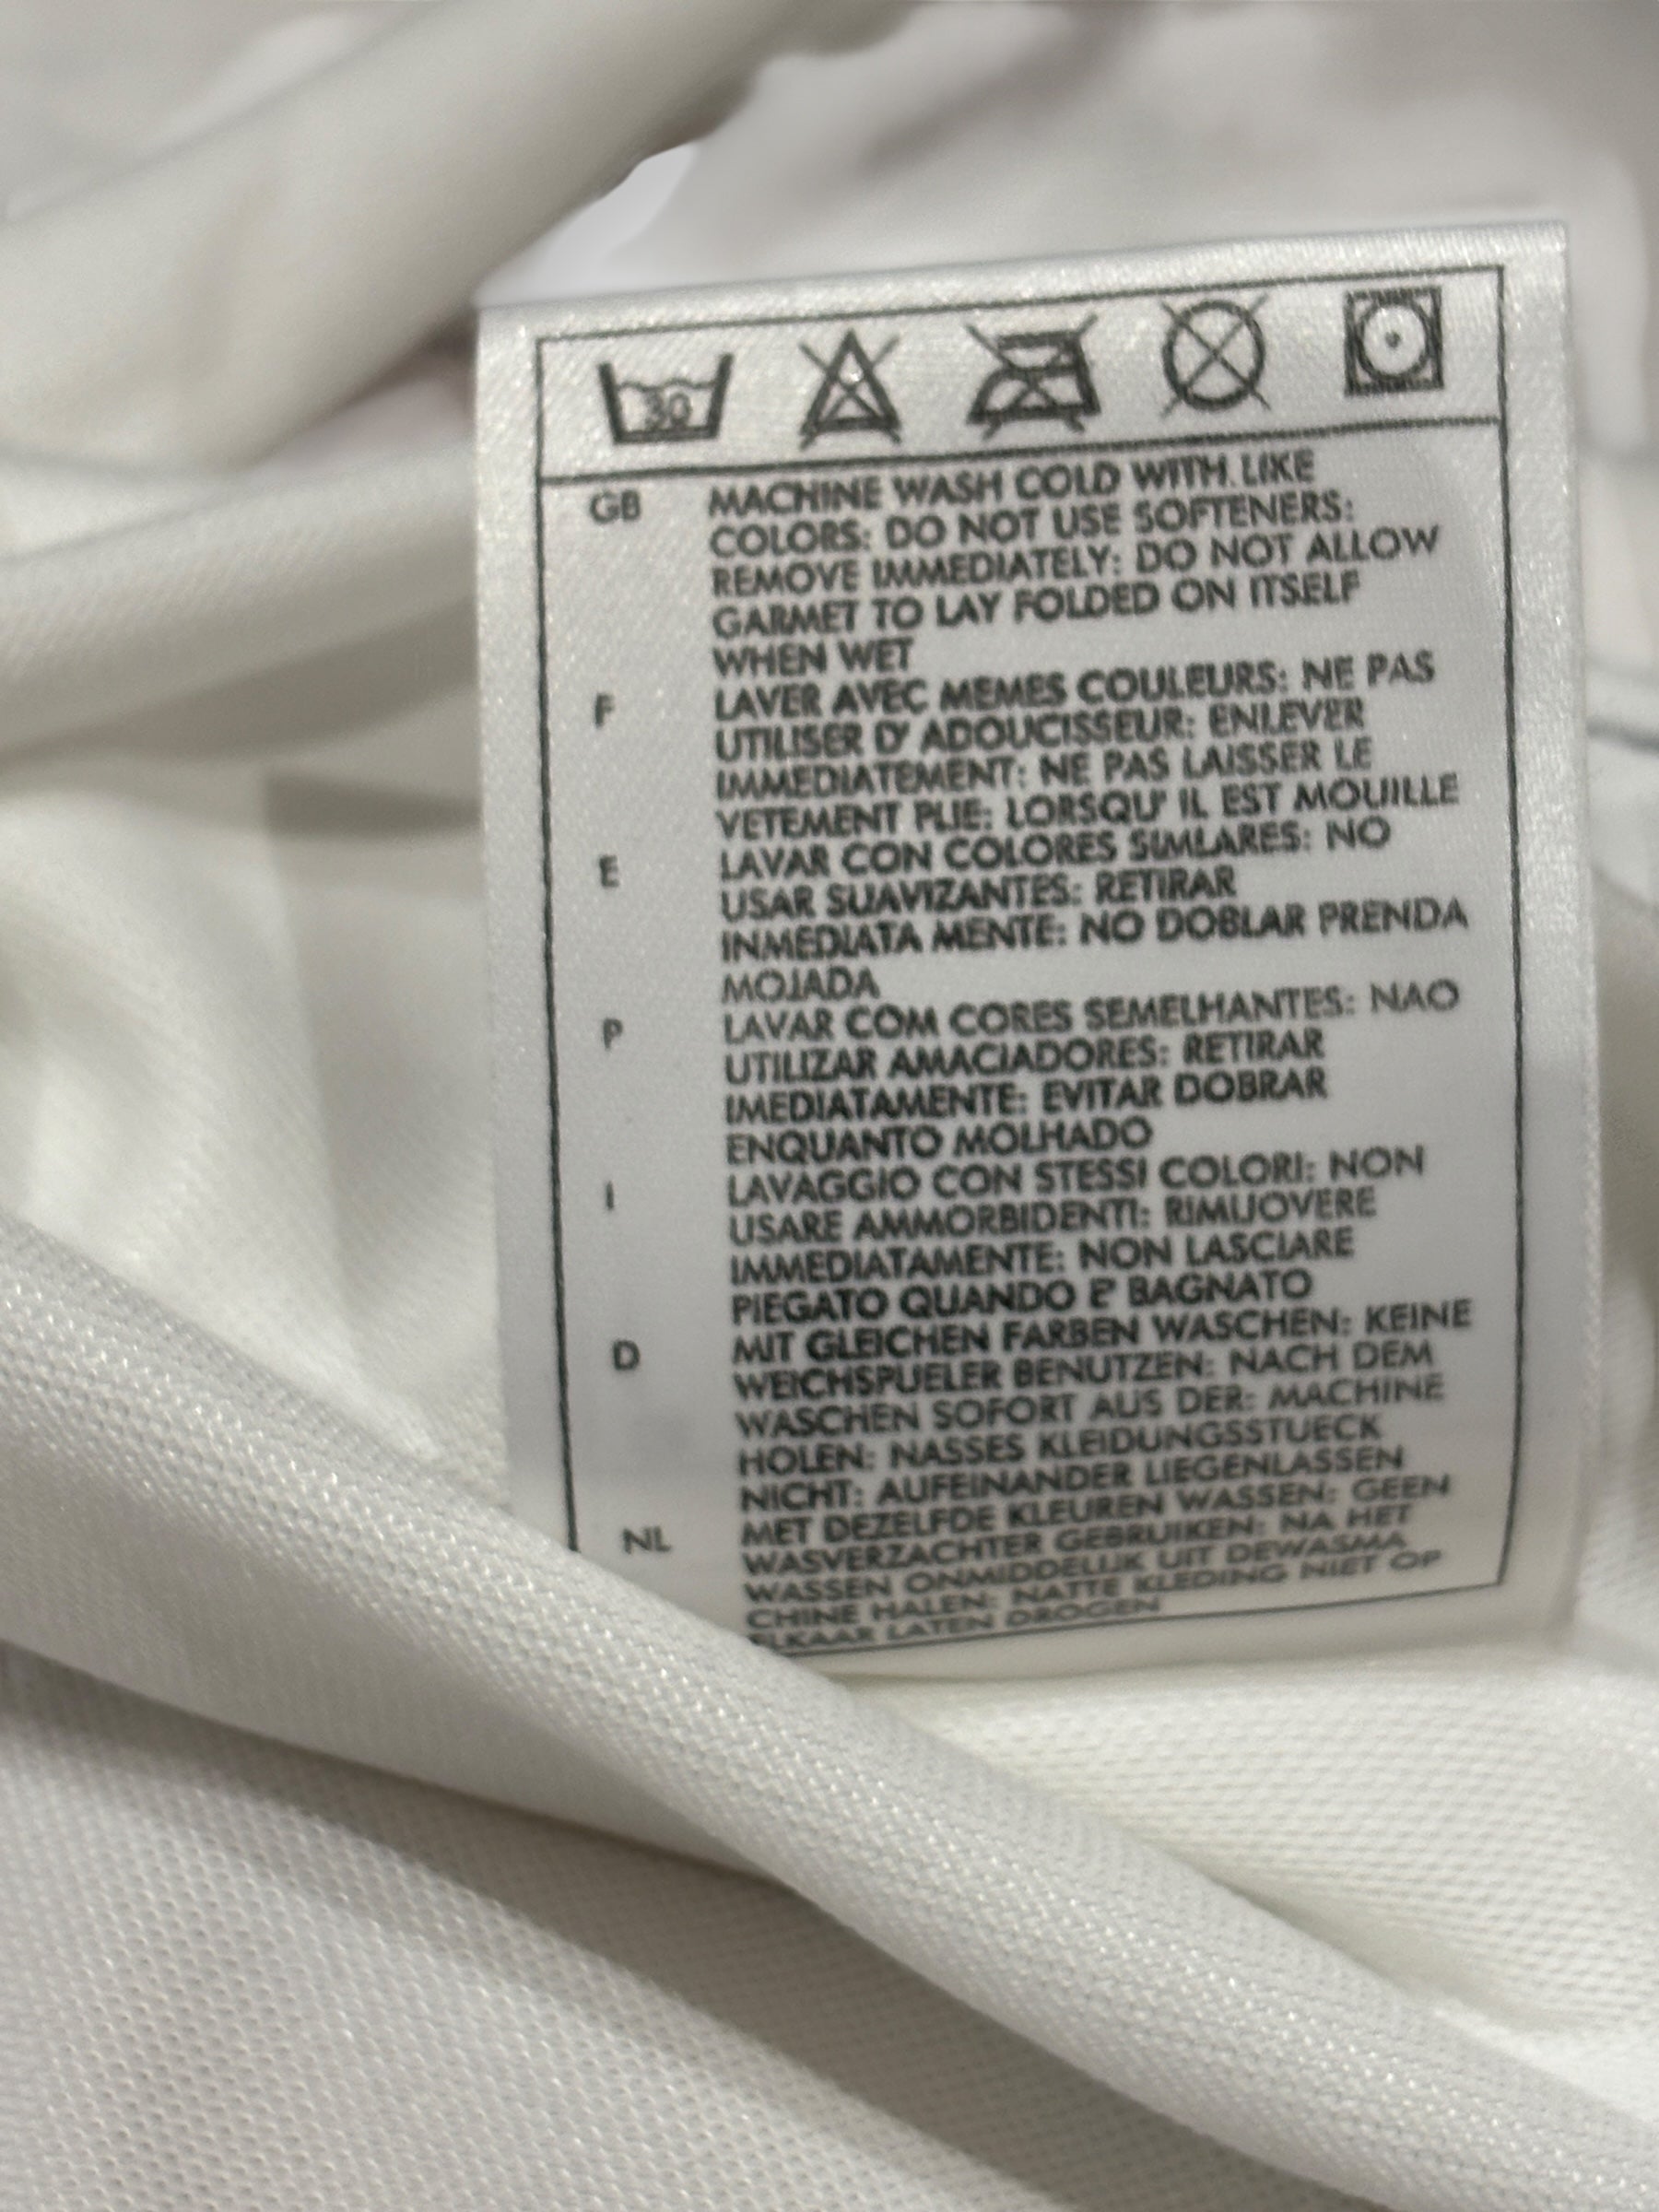 30
GB MACHINE WASH COLD WITH LIKE
COLORS: DO NOT USE SOFTENERS:
REMOVE IMMEDIATELY: DO NOT ALLOW
GARMET TO LAY FOLDED ON ITSELF
WHEN WET
F LAVER AVEC MEMES COULEURS: NE PAS
UTILISER D' ADOUCISSEUR: ENLEVER
IMMEDIATEMENT: NE PAS LAISSER LE
VETEMENT PLIE: LORSQU' IL EST MOUILLE
E LAVAR CON COLORES SIMLARES: NO
USAR SUAVIZANTES: RETIRAR
INMEDIATA MENTE: NO DOBLAR PRENDA
MOJADA
P LAVAR COM CORES SEMELHANTES: NAO
UTILIZAR AMACIADORES: RETIRAR
IMEDIATAMENTE: EVITAR DOBRAR
ENQUANTO MOLHADO
I LAVAGGIO CON STESSI COLORI: NON
USARE AMMORBIDENTI: RIMUOVERE
IMMEDIATAMENTE: NON LASCIARE
PIEGATO QUANDO E' BAGNATO
D MIT GLEICHEN FARBEN WASCHEN: KEINE
WEICHSPUELER BENUTZEN: NACH DEM
WASCHEN SOFORT AUS DER: MACHINE
HOLEN: NASSES KLEIDUNGSSTUECK
NICHT: AUFEINANDER LIEGENLASSEN
NL MET DEZELFDE KLEUREN WASSEN: GEEN
WASVERZACHTER GEBRUIKEN: NA HET
WASSEN ONMIDDELIJK UIT DEWASMA
CHINE HALEN: NATTE KLEDING NIET OP
ELKAAR LATEN DROGEN